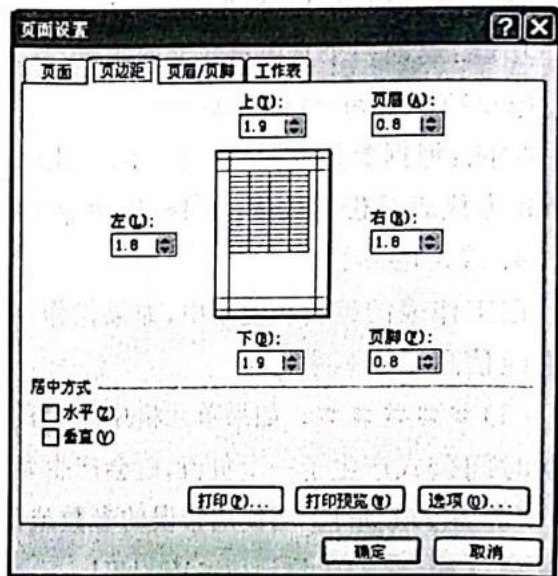 页面设置
页面 页边距 页眉/页脚 工作表
上(T): 页眉(A):
1.9 0.8
左(L): 右(R):
1.8 1.8
下(B): 页脚(F):
1.9 0.8
居中方式
水平(Z)
垂直(V)
打印(P)... 打印预览(W) 选项(O)...
确定 取消